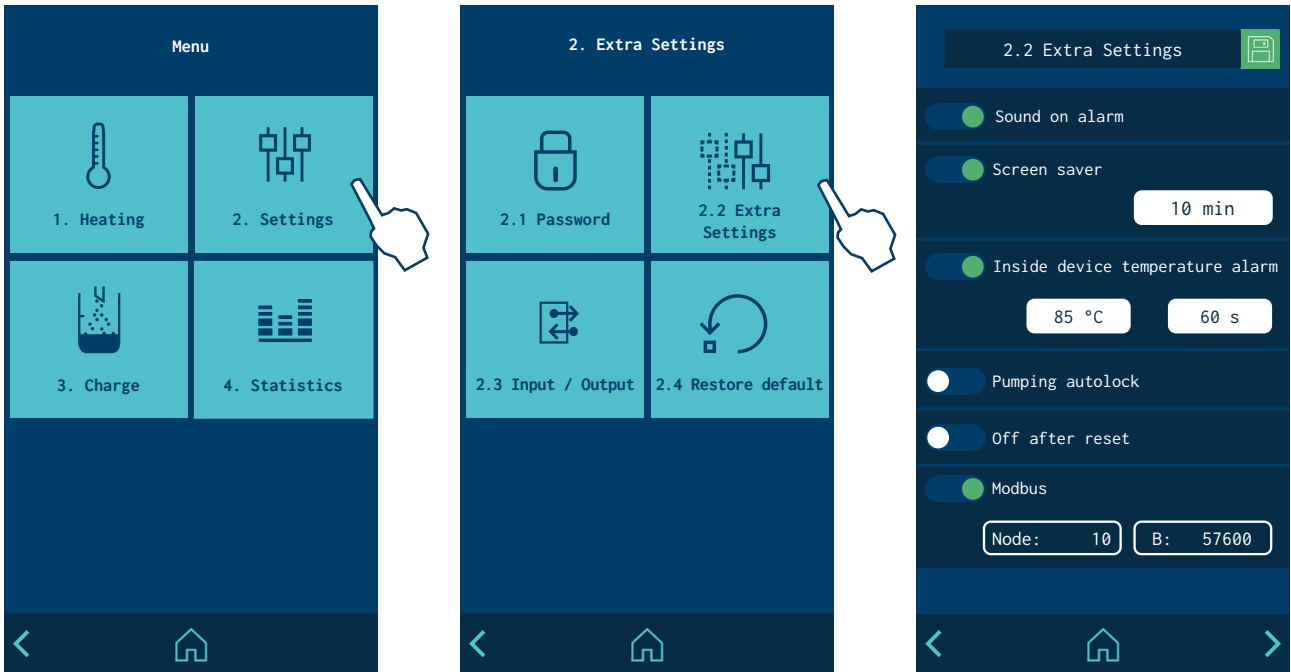 Menu
1. Heating
2. Settings
3. Charge
4. Statistics
2. Extra Settings
2.1 Password
2.2 Extra
Settings
2.3 Input / Output
2.4 Restore default
2.2 Extra Settings
Sound on alarm
Screen saver
10 min
Inside device temperature alarm
85 °C
60 s
Pumping autolock
Off after reset
Modbus
Node: 10
B: 57600